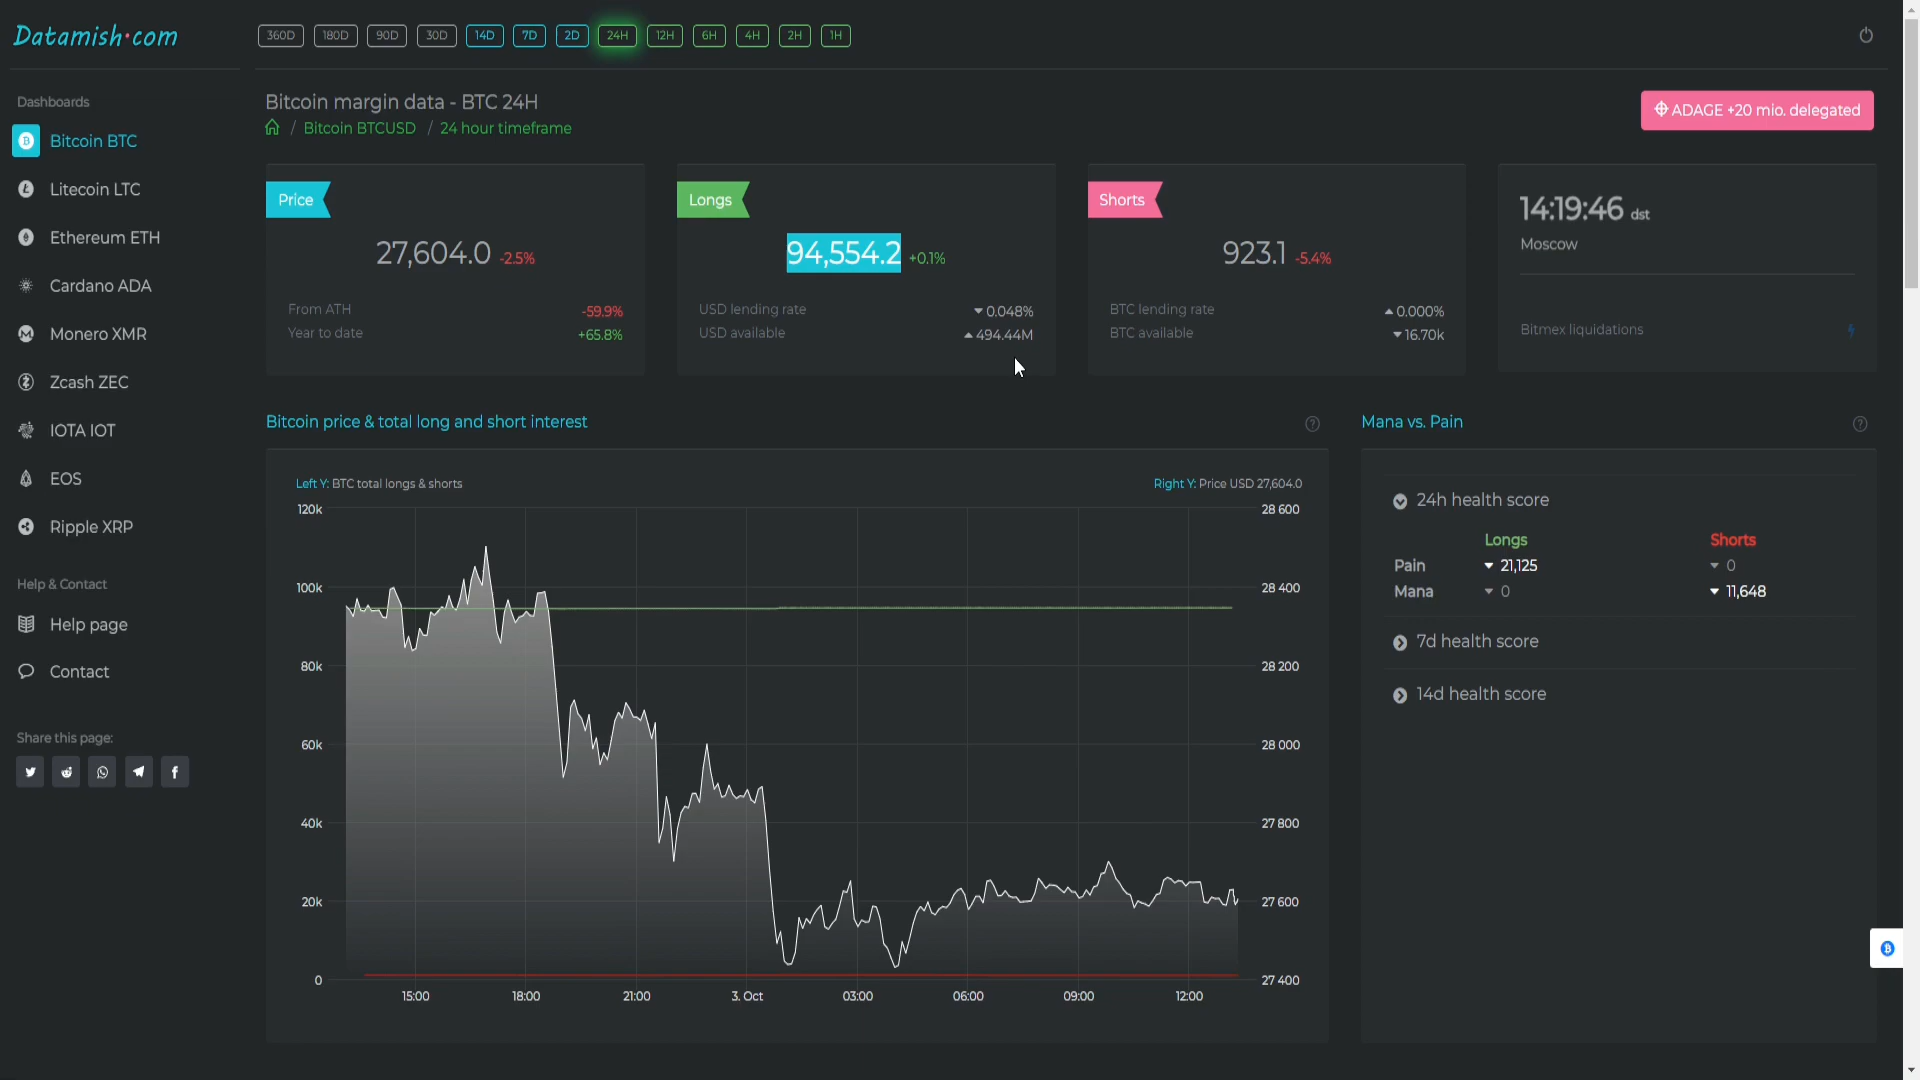 Datamish·com
360D 180D 90D 30D 14D 7D 2D 24H 12H 6H 4H 2H 1H
Dashboards
Bitcoin BTC
Litecoin LTC
Ethereum ETH
Cardano ADA
Monero XMR
Zcash ZEC
IOTA IOT
EOS
Ripple XRP
Help & Contact
Help page
Contact
Share this page:
Bitcoin margin data - BTC 24H
/ Bitcoin BTCUSD / 24 hour timeframe
ADAGE +20 mio. delegated
Price
27,604.0 -2.5%
From ATH -59.9%
Year to date +65.8%
Longs
94,554.2 +0.1%
USD lending rate 0.048%
USD available 494.44M
Shorts
923.1 -5.4%
BTC lending rate 0.000%
BTC available 16.70k
14:19:46 dst
Moscow
Bitmex liquidations
Bitcoin price & total long and short interest
Left Y: BTC total longs & shorts
Right Y: Price USD 27,604.0
120k 28 600
100k 28 400
80k 28 200
60k 28 000
40k 27 800
20k 27 600
0 27 400
15:00 18:00 21:00 3. Oct 03:00 06:00 09:00 12:00
Mana vs. Pain
24h health score
Longs Shorts
Pain 21,125 0
Mana 0 11,648
7d health score
14d health score